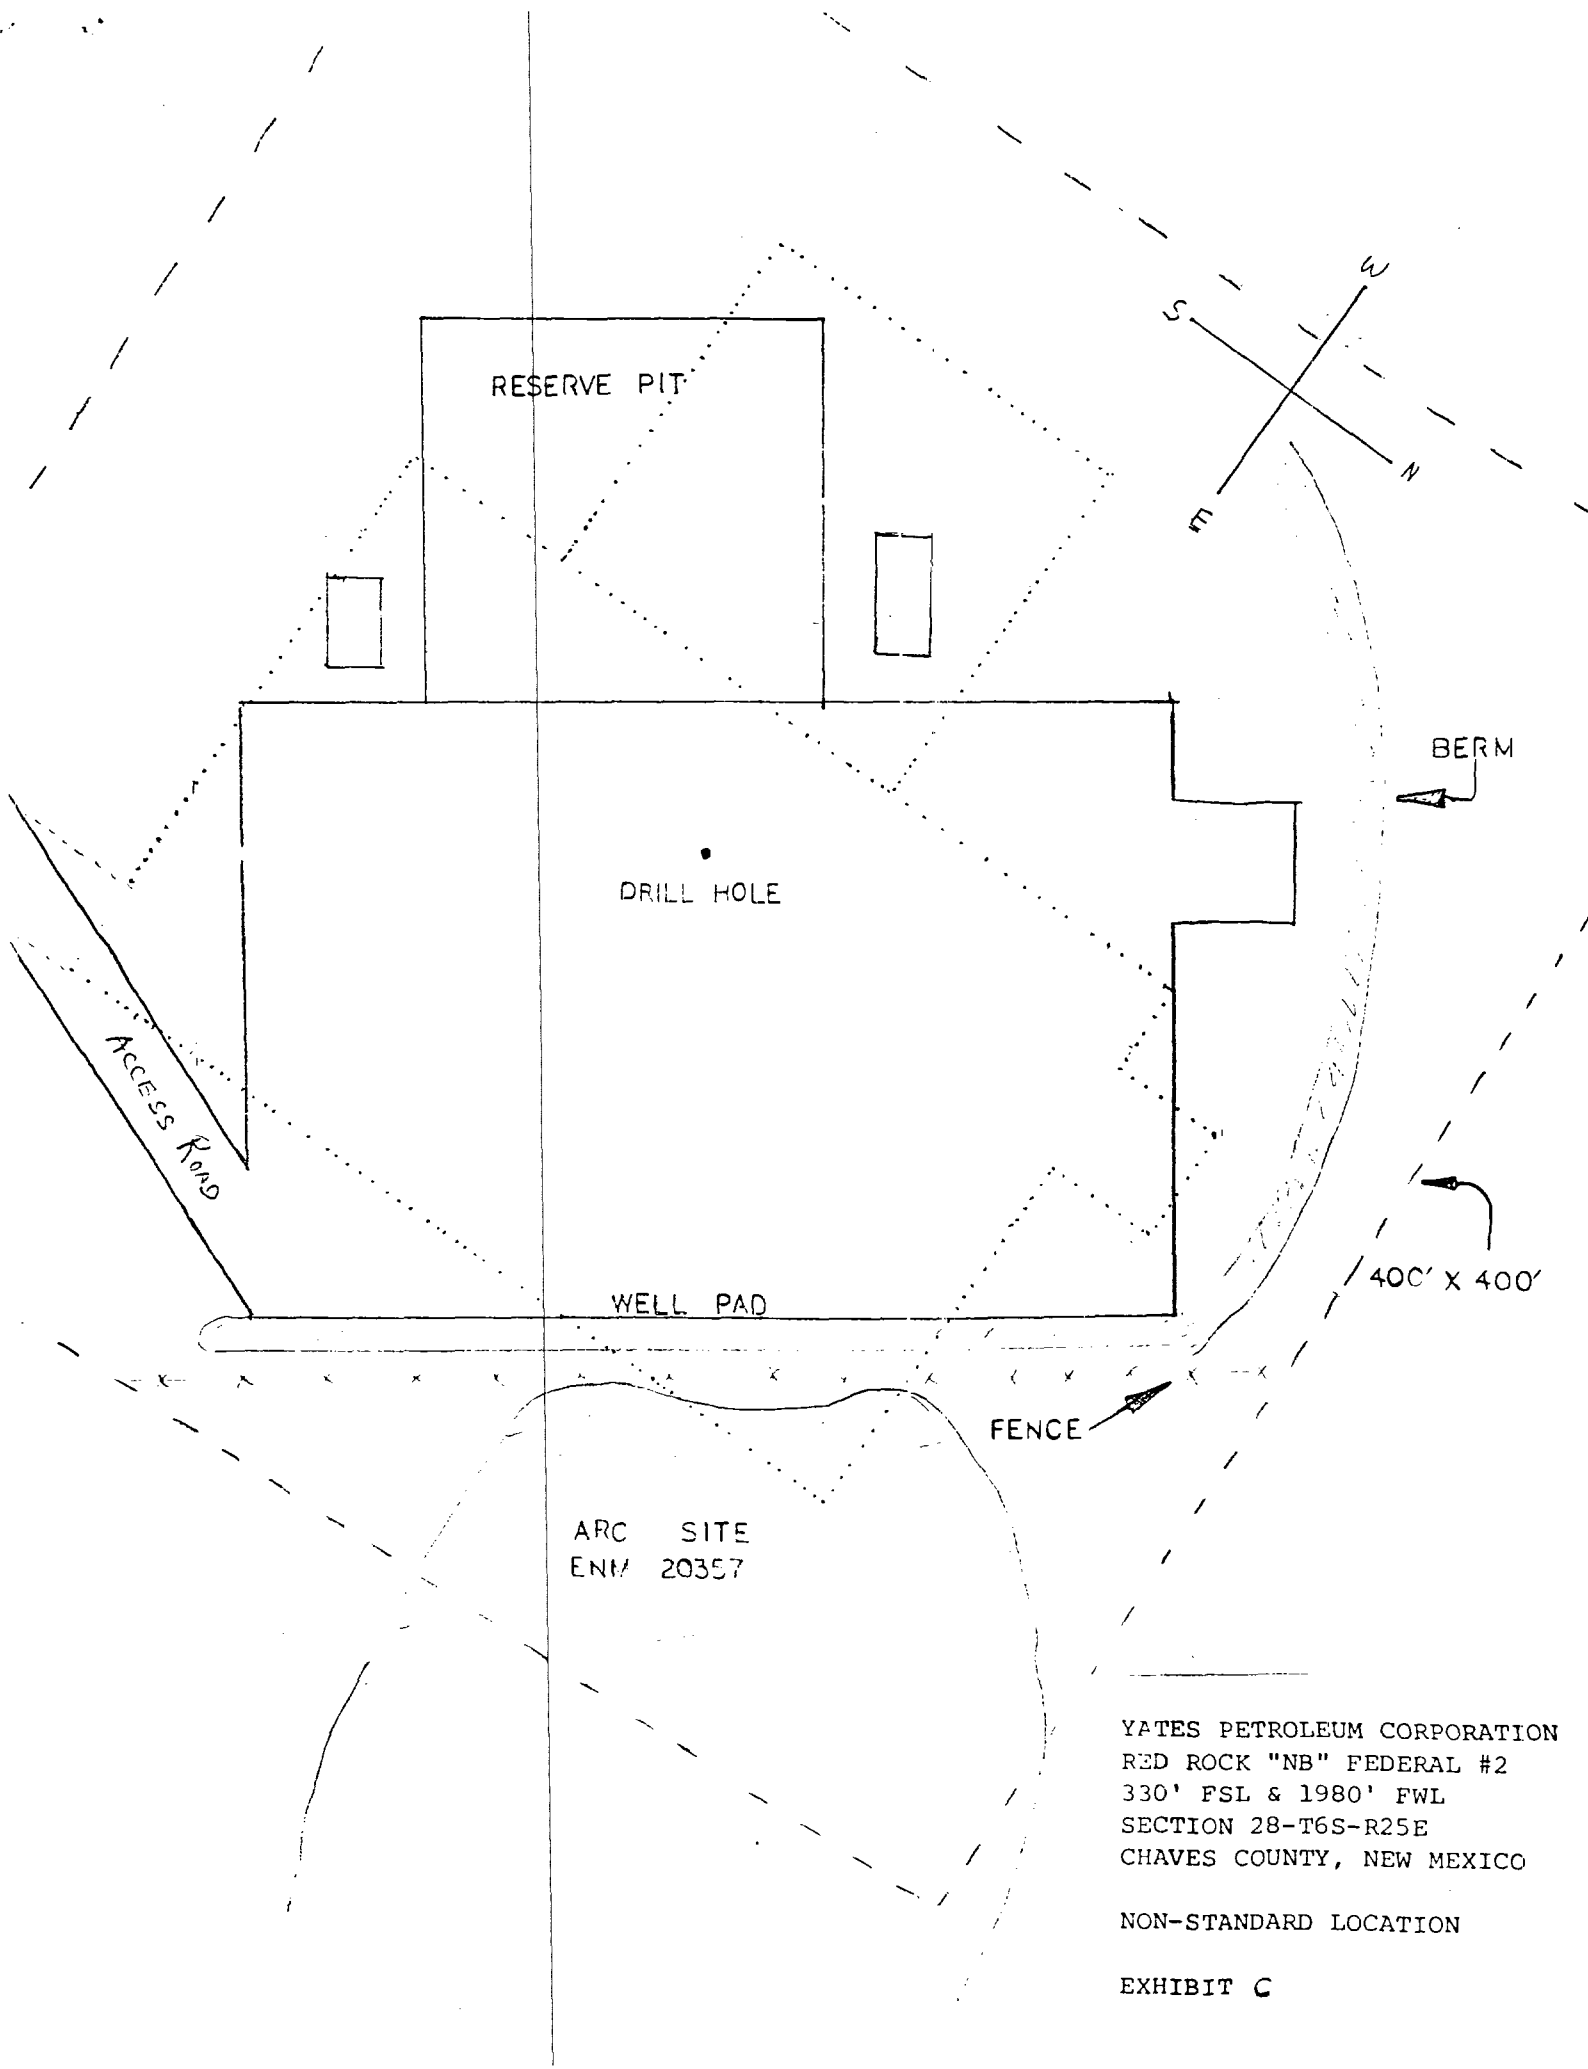 W
S
N
E
RESERVE PIT
BERM
DRILL HOLE
ACCESS ROAD
400' X 400'
WELL PAD
FENCE
ARC SITE
ENM 20357
YATES PETROLEUM CORPORATION
RED ROCK "NB" FEDERAL #2
330' FSL & 1980' FWL
SECTION 28-T6S-R25E
CHAVES COUNTY, NEW MEXICO
NON-STANDARD LOCATION
EXHIBIT C